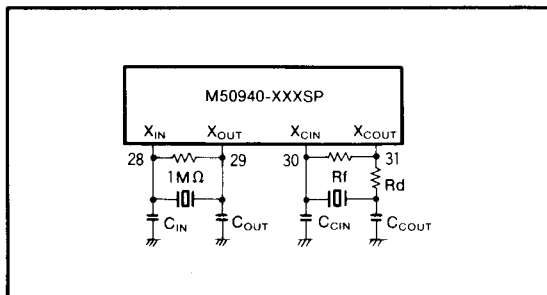 M50940-XXXSP
XIN XOUT XCIN XCOUT
28 29 30 31
1MΩ Rf Rd
CIN COUT CCIN CCOUT